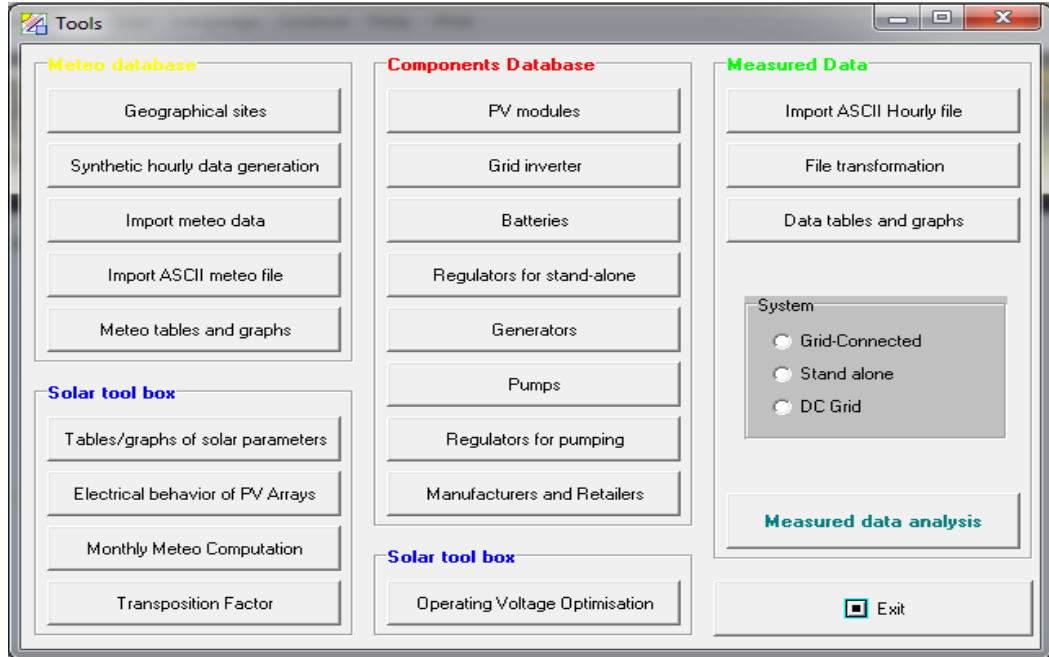 Tools
Meteo database
Geographical sites
Synthetic hourly data generation
Import meteo data
Import ASCII meteo file
Meteo tables and graphs
Solar tool box
Tables/graphs of solar parameters
Electrical behavior of PV Arrays
Monthly Meteo Computation
Transposition Factor
Components Database
PV modules
Grid inverter
Batteries
Regulators for stand-alone
Generators
Pumps
Regulators for pumping
Manufacturers and Retailers
Solar tool box
Operating Voltage Optimisation
Measured Data
Import ASCII Hourly file
File transformation
Data tables and graphs
System
Grid-Connected
Stand alone
DC Grid
Measured data analysis
Exit